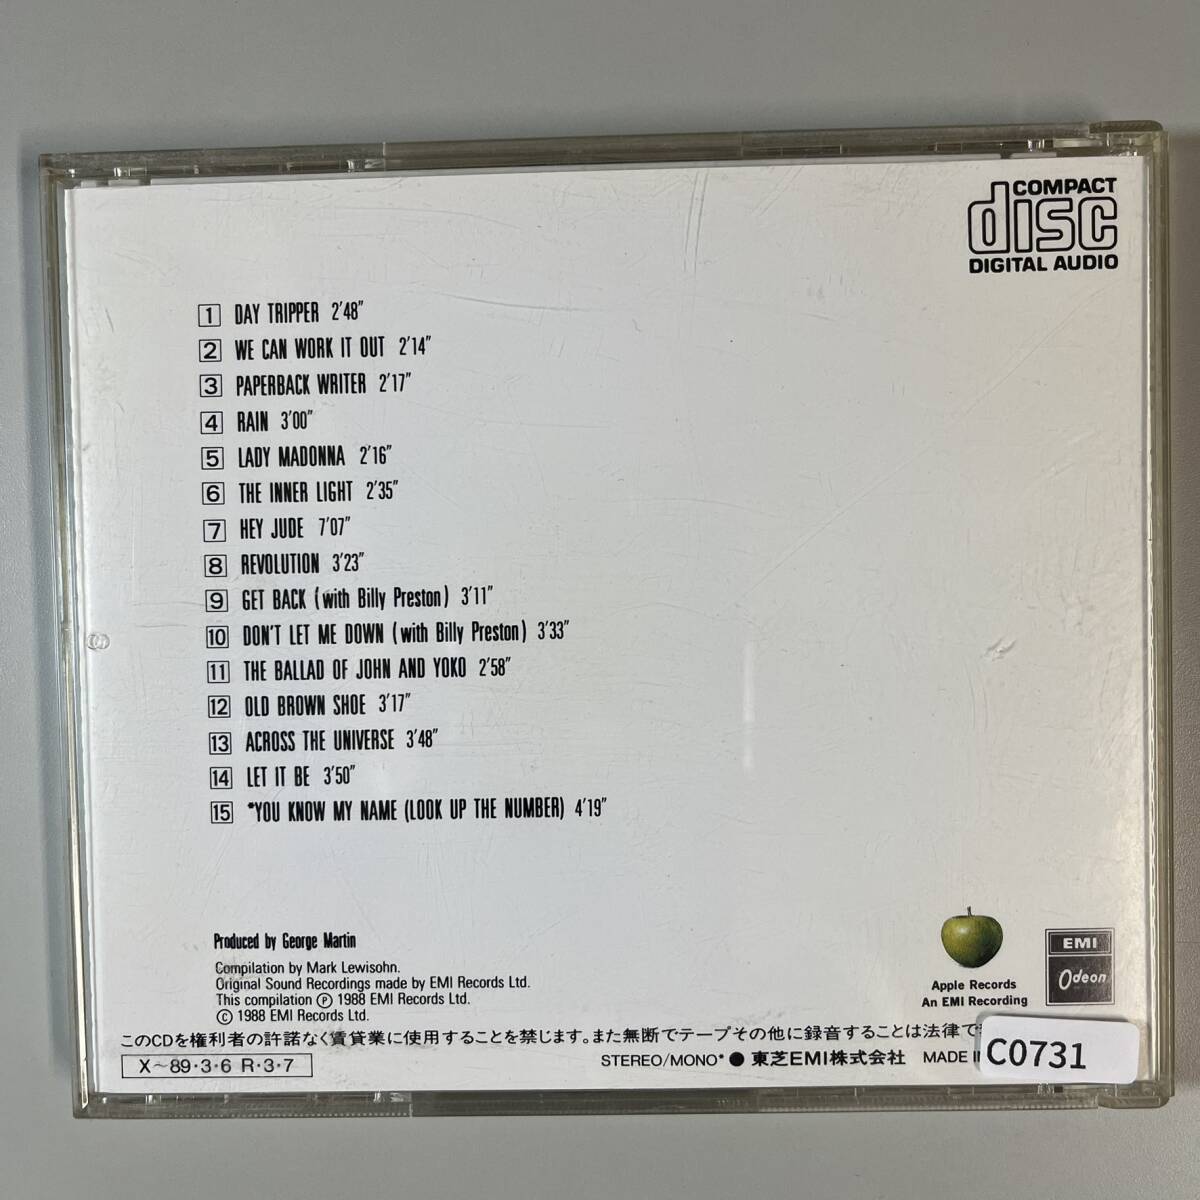 COMPACT
disc
DIGITAL AUDIO
1 DAY TRIPPER 2'48"
2 WE CAN WORK IT OUT 2'14"
3 PAPERBACK WRITER 2'17"
4 RAIN 3'00"
5 LADY MADONNA 2'16"
6 THE INNER LIGHT 2'35"
7 HEY JUDE 7'07"
8 REVOLUTION 3'23"
9 GET BACK (with Billy Preston) 3'11"
10 DON'T LET ME DOWN (with Billy Preston) 3'33"
11 THE BALLAD OF JOHN AND YOKO 2'58"
12 OLD BROWN SHOE 3'17"
13 ACROSS THE UNIVERSE 3'48"
14 LET IT BE 3'50"
15 *YOU KNOW MY NAME (LOOK UP THE NUMBER) 4'19"
Produced by George Martin
Compilation by Mark Lewisohn.
Original Sound Recordings made by EMI Records Ltd.
This compilation Ⓟ 1988 EMI Records Ltd.
© 1988 EMI Records Ltd.
Apple Records
An EMI Recording
EMI
Odeon
このCDを権利者の許諾なく賃貸業に使用することを禁じます。また無断でテープその他に録音することは法律で
X~89·3·6 R·3·7
STEREO/MONO* ● 東芝EMI株式会社 MADE
C0731